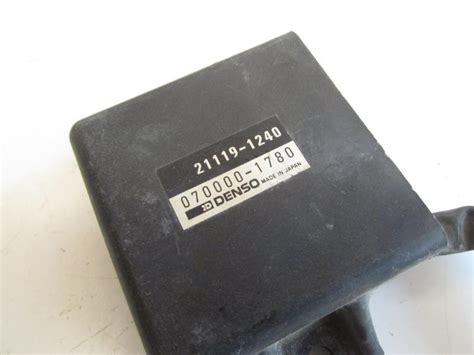 21119-1240
070000-1780
DENSO MADE IN JAPAN